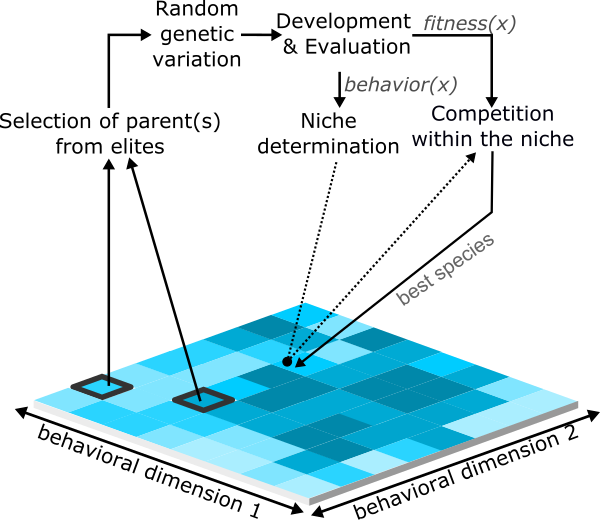 Random
genetic
variation
Development
& Evaluation
fitness(x)
behavior(x)
Selection of parent(s)
from elites
Niche
determination
Competition
within the niche
best species
behavioral dimension 1
behavioral dimension 2